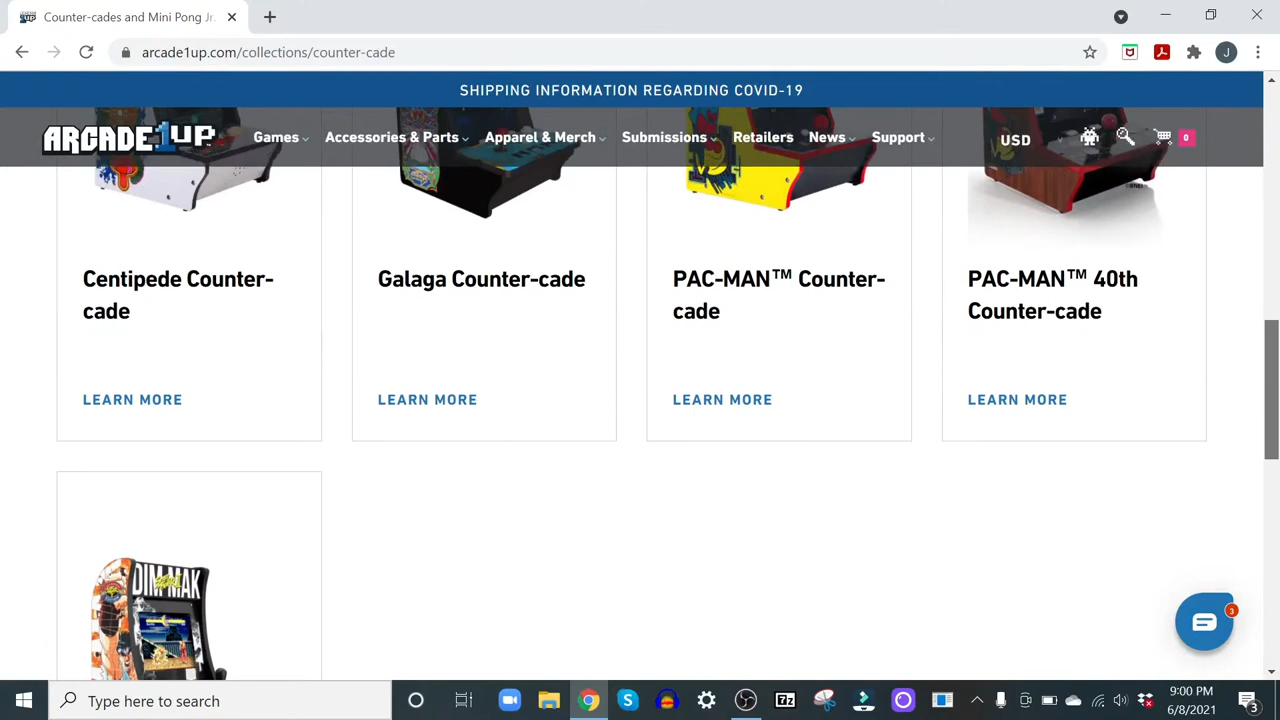 Counter-cades and Mini Pong Jr.
arcade1up.com/collections/counter-cade
J
SHIPPING INFORMATION REGARDING COVID-19
ARCADE1UP Games Accessories & Parts Apparel & Merch Submissions Retailers News Support USD 0
Centipede Counter-
cade
LEARN MORE
Galaga Counter-cade
LEARN MORE
PAC-MAN™ Counter-
cade
LEARN MORE
PAC-MAN™ 40th
Counter-cade
LEARN MORE
DIM MAK
3
Type here to search
9:00 PM
6/8/2021
3